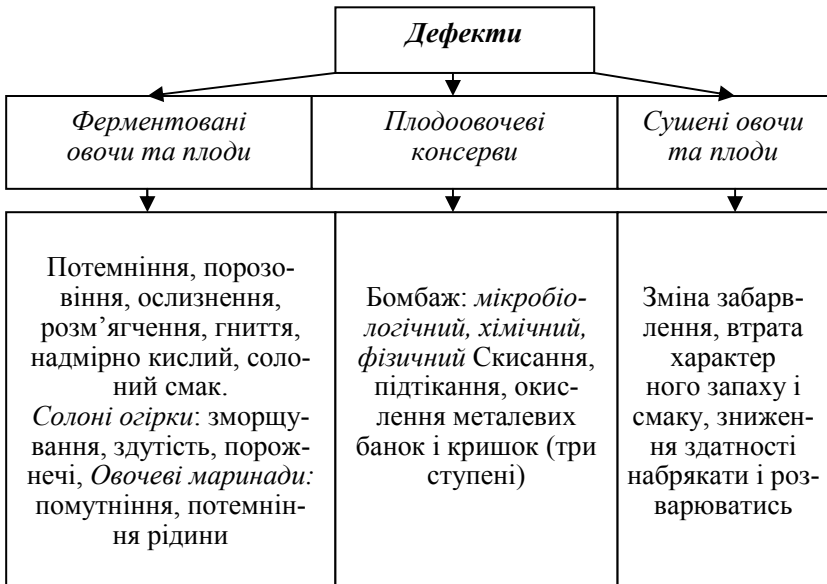 Дефекти
Ферментовані
овочи та плоди
Плодоовочеві
консерви
Сушені овочи
та плоди
Потемніння, порозо-
віння, ослизнення,
розм’ягчення, гниття,
надмірно кислий, соло-
ний смак.
Солоні огірки: зморщу-
вання, здутість, порож-
нечі, Овочеві маринади:
помутніння, потемнін-
ня рідини
Бомбаж: мікробіо-
логічний, хімічний,
фізичний Скисання,
підтікання, окис-
лення металевих
банок і кришок (три
ступені)
Зміна забарв-
лення, втрата
характер
ного запаху і
смаку, знижен-
ня здатності
набрякати і роз-
варюватись